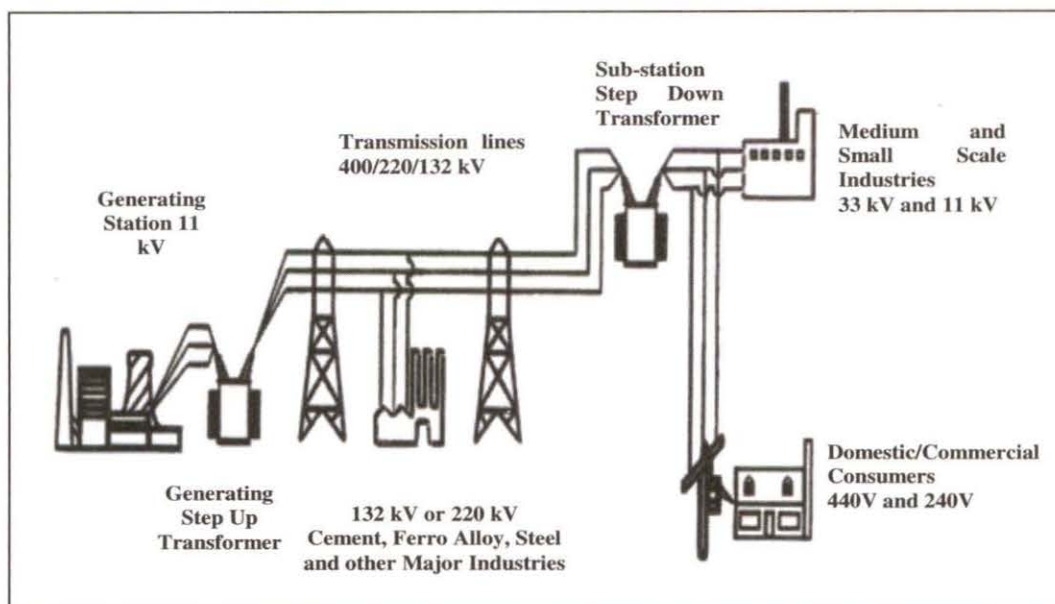 Sub-station
Step Down
Transformer
Transmission lines
400/220/132 kV
Medium and
Small Scale
Industries
33 kV and 11 kV
Generating
Station 11
kV
Generating
Step Up
Transformer
132 kV or 220 kV
Cement, Ferro Alloy, Steel
and other Major Industries
Domestic/Commercial
Consumers
440V and 240V